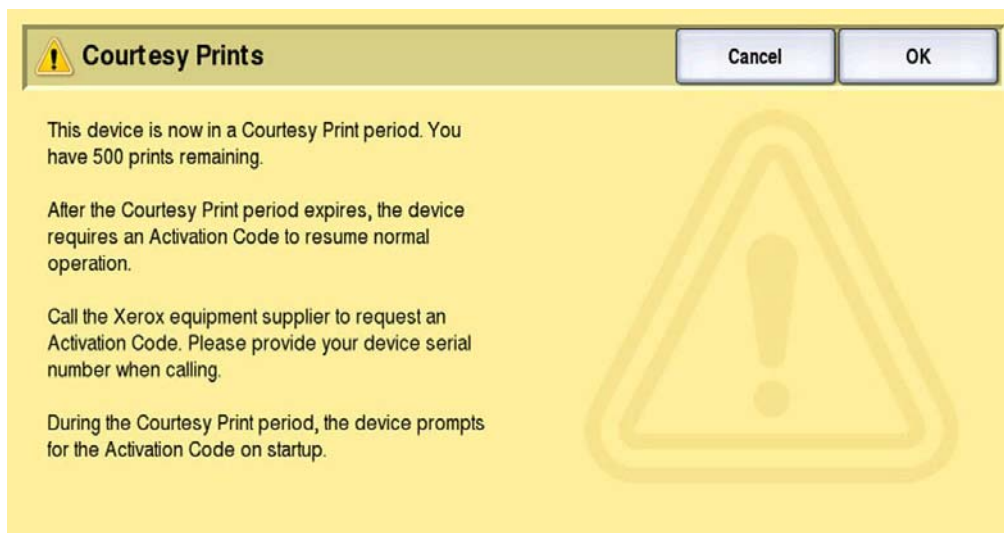 Courtesy Prints
Cancel
OK
This device is now in a Courtesy Print period. You
have 500 prints remaining.
After the Courtesy Print period expires, the device
requires an Activation Code to resume normal
operation.
Call the Xerox equipment supplier to request an
Activation Code. Please provide your device serial
number when calling.
During the Courtesy Print period, the device prompts
for the Activation Code on startup.